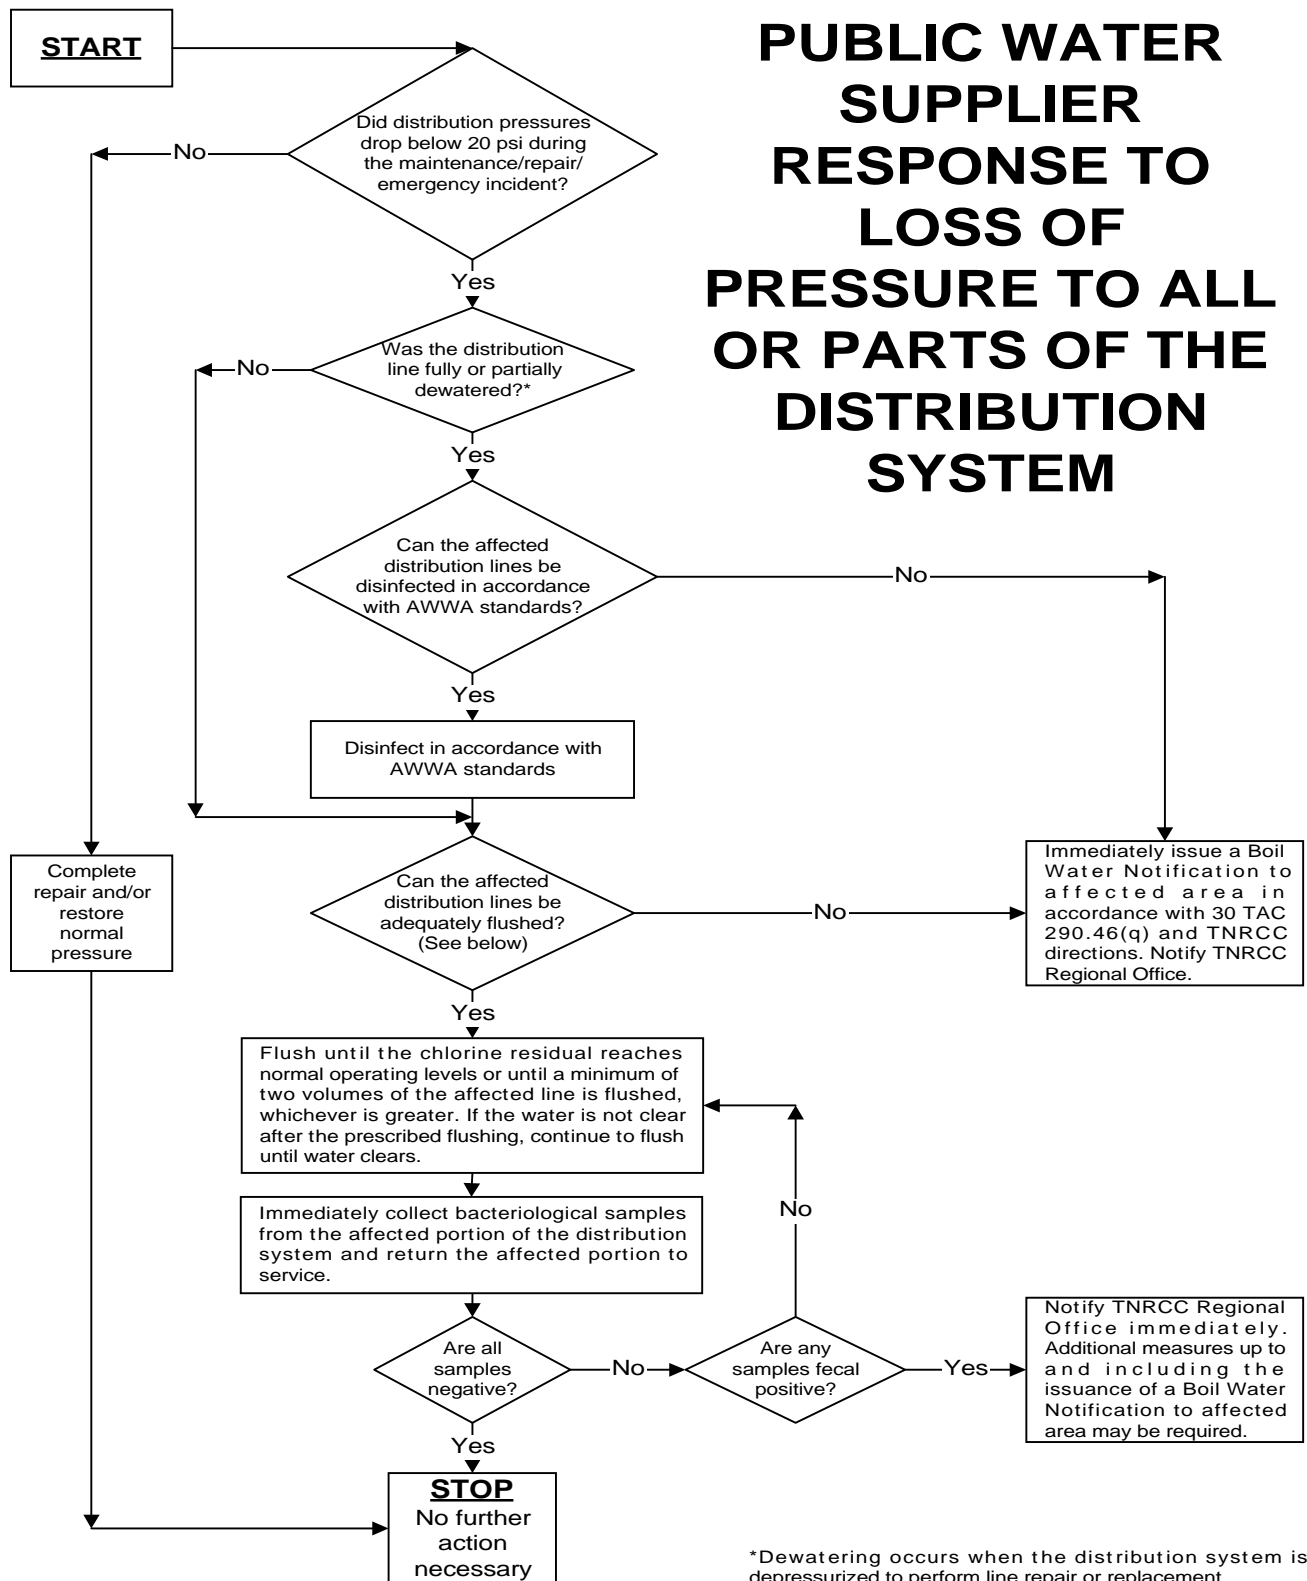 START
PUBLIC WATER
SUPPLIER
RESPONSE TO
LOSS OF
PRESSURE TO ALL
OR PARTS OF THE
DISTRIBUTION
SYSTEM
Did distribution pressures
drop below 20 psi during
the maintenance/repair/
emergency incident?
No
Yes
Was the distribution
line fully or partially
dewatered?*
No
Yes
Can the affected
distribution lines be
disinfected in accordance
with AWWA standards?
No
Yes
Disinfect in accordance with
AWWA standards
Complete
repair and/or
restore
normal
pressure
Can the affected
distribution lines be
adequately flushed?
(See below)
No
Immediately issue a Boil
Water Notification to
affected area in
accordance with 30 TAC
290.46(q) and TNRCC
directions. Notify TNRCC
Regional Office.
Yes
Flush until the chlorine residual reaches
normal operating levels or until a minimum of
two volumes of the affected line is flushed,
whichever is greater. If the water is not clear
after the prescribed flushing, continue to flush
until water clears.
Immediately collect bacteriological samples
from the affected portion of the distribution
system and return the affected portion to
service.
No
Are all
samples
negative?
No
Are any
samples fecal
positive?
Yes
Notify TNRCC Regional
Office immediately.
Additional measures up to
and including the
issuance of a Boil Water
Notification to affected
area may be required.
Yes
STOP
No further
action
necessary
*Dewatering occurs when the distribution system is
depressurized to perform line repair or replacement